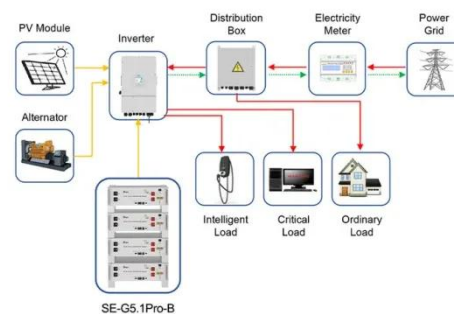 PV Module
Inverter
Distribution
Box
Electricity
Meter
Power
Grid
Alternator
Intelligent
Load
Critical
Load
Ordinary
Load
SE-G5.1Pro-B